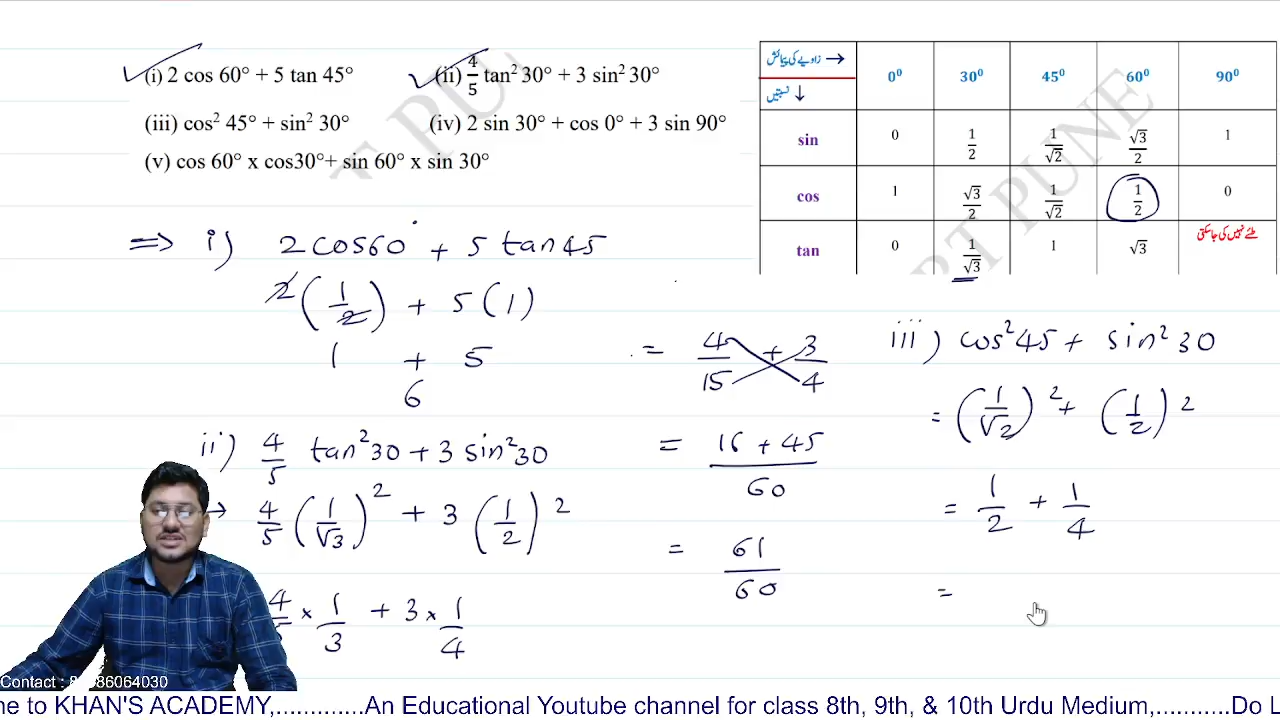 (i) 2 cos 60° + 5 tan 45° (ii) 4/5 tan² 30° + 3 sin² 30°
(iii) cos² 45° + sin² 30° (iv) 2 sin 30° + cos 0° + 3 sin 90°
(v) cos 60° x cos30°+ sin 60° x sin 30°
زاویے کی پیمائش →
نسبتیں ↓
0⁰ 30⁰ 45⁰ 60⁰ 90⁰
sin 0 1/2 1/√2 √3/2 1
cos 1 √3/2 1/√2 1/2 0
tan 0 1/√3 1 √3 طئے نہیں کی جاسکتی
PUNE
⇒ i) 2cos60° + 5 tan45
2(1/2) + 5(1)
1 + 5
6
ii) 4/5 tan²30 + 3 sin²30
→ 4/5 (1/√3)² + 3 (1/2)²
4/5 × 1/3 + 3 × 1/4
= 4/15 + 3/4
= 16 + 45 / 60
= 61/60
iii) cos²45 + sin²30
= (1/√2)² + (1/2)²
= 1/2 + 1/4
=
Contact : 86064030
me to KHAN'S ACADEMY,.............An Educational Youtube channel for class 8th, 9th, & 10th Urdu Medium,...........Do L